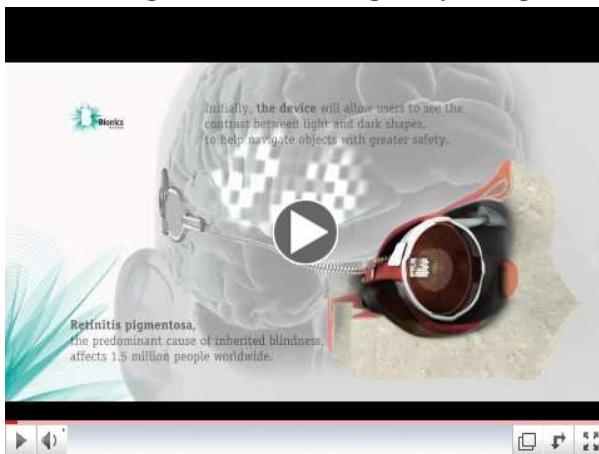 Bionics
Initially, the device will allow users to see the
contrast between light and dark shapes,
to help navigate objects with greater safety.
Retinitis pigmentosa,
the predominant cause of inherited blindness,
affects 1.5 million people worldwide.